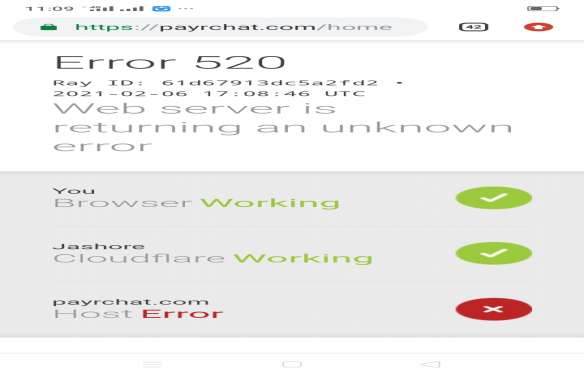 11:09
https://payrchat.com/home
42
Error 520
Ray ID: 61d67913dc5a2fd2 •
2021-02-06 17:08:46 UTC
Web server is
returning an unknown
error
You
Browser Working
Jashore
Cloudflare Working
payrchat.com
Host Error